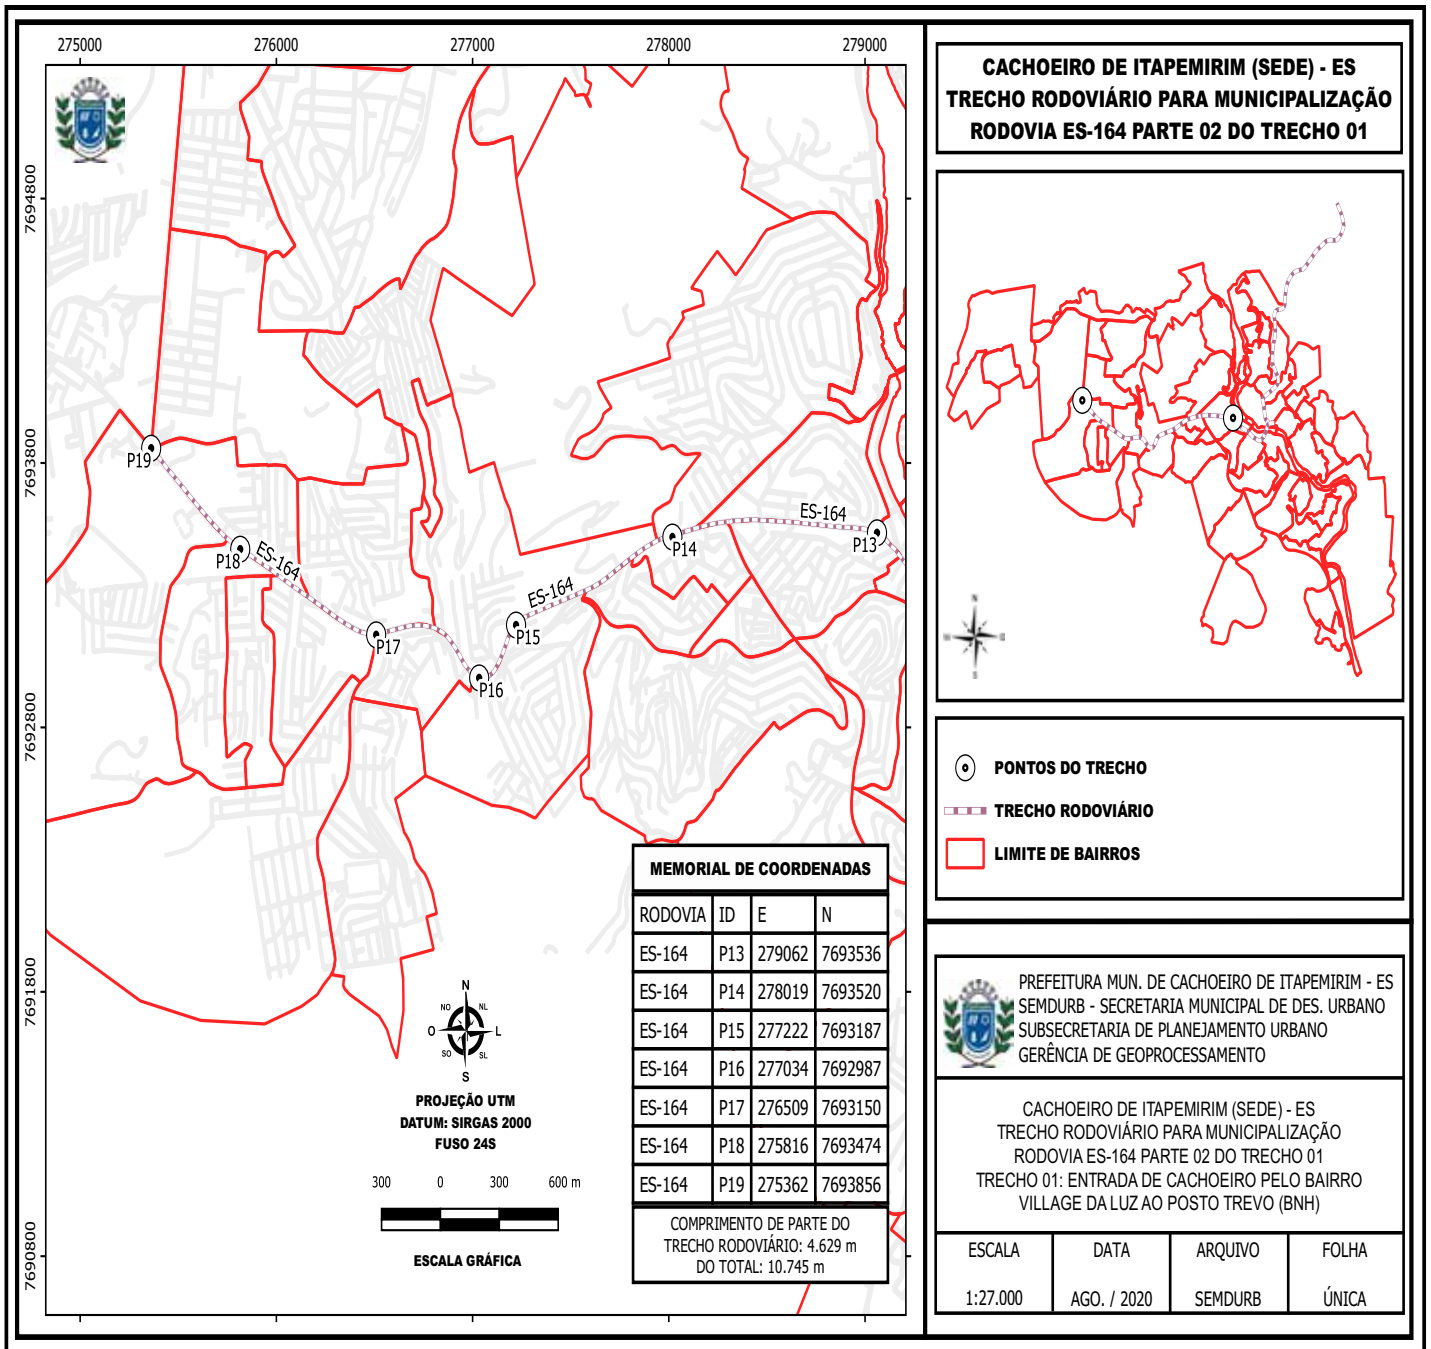 275000 276000 277000 278000 279000
7694800
7693800
7692800
7691800
7690800
P19
P18
ES-164
P17
P16
P15
ES-164
P14
ES-164
P13
MEMORIAL DE COORDENADAS
RODOVIA ID E N
ES-164 P13 279062 7693536
ES-164 P14 278019 7693520
ES-164 P15 277222 7693187
ES-164 P16 277034 7692987
ES-164 P17 276509 7693150
ES-164 P18 275816 7693474
ES-164 P19 275362 7693856
COMPRIMENTO DE PARTE DO
TRECHO RODOVIÁRIO: 4.629 m
DO TOTAL: 10.745 m
N
NO NL
O L
SO SL
S
PROJEÇÃO UTM
DATUM: SIRGAS 2000
FUSO 24S
300 0 300 600 m
ESCALA GRÁFICA
CACHOEIRO DE ITAPEMIRIM (SEDE) - ES
TRECHO RODOVIÁRIO PARA MUNICIPALIZAÇÃO
RODOVIA ES-164 PARTE 02 DO TRECHO 01
PONTOS DO TRECHO
TRECHO RODOVIÁRIO
LIMITE DE BAIRROS
PREFEITURA MUN. DE CACHOEIRO DE ITAPEMIRIM - ES
SEMDURB - SECRETARIA MUNICIPAL DE DES. URBANO
SUBSECRETARIA DE PLANEJAMENTO URBANO
GERÊNCIA DE GEOPROCESSAMENTO
CACHOEIRO DE ITAPEMIRIM (SEDE) - ES
TRECHO RODOVIÁRIO PARA MUNICIPALIZAÇÃO
RODOVIA ES-164 PARTE 02 DO TRECHO 01
TRECHO 01: ENTRADA DE CACHOEIRO PELO BAIRRO
VILLAGE DA LUZ AO POSTO TREVO (BNH)
ESCALA DATA ARQUIVO FOLHA
1:27.000 AGO. / 2020 SEMDURB ÚNICA